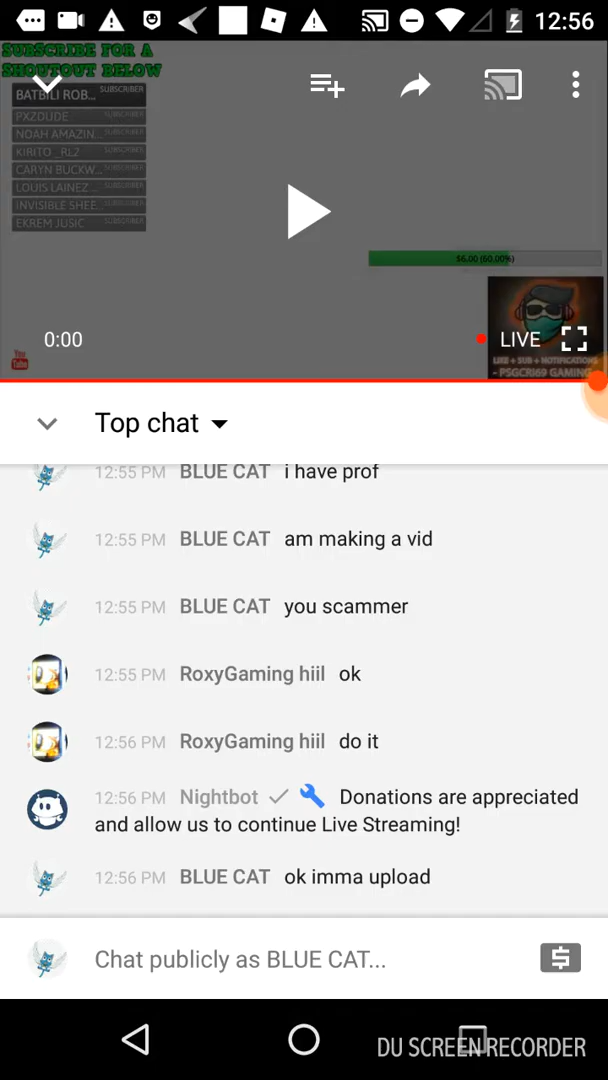 12:56
SUBSCRIBE FOR A
SHOUTOUT BELOW
BATBILI ROB... SUBSCRIBER
PXZDUDE SUBSCRIBER
NOAH AMAZIN... SUBSCRIBER
KIRITO _RLZ SUBSCRIBER
CARYN BUCKW... SUBSCRIBER
LOUIS LAINEZ... SUBSCRIBER
INVISIBLE SHEE... SUBSCRIBER
EKREM JUSIC SUBSCRIBER
$6.00 (60.00%)
0:00
LIVE
You
Tube
LIKE + SUB + NOTIFICATIONS
- PSGCRI69 GAMING
Top chat
12:55 PM BLUE CAT i have prof
12:55 PM BLUE CAT am making a vid
12:55 PM BLUE CAT you scammer
12:55 PM RoxyGaming hiil ok
12:56 PM RoxyGaming hiil do it
12:56 PM Nightbot Donations are appreciated
and allow us to continue Live Streaming!
12:56 PM BLUE CAT ok imma upload
Chat publicly as BLUE CAT...
DU SCREEN RECORDER